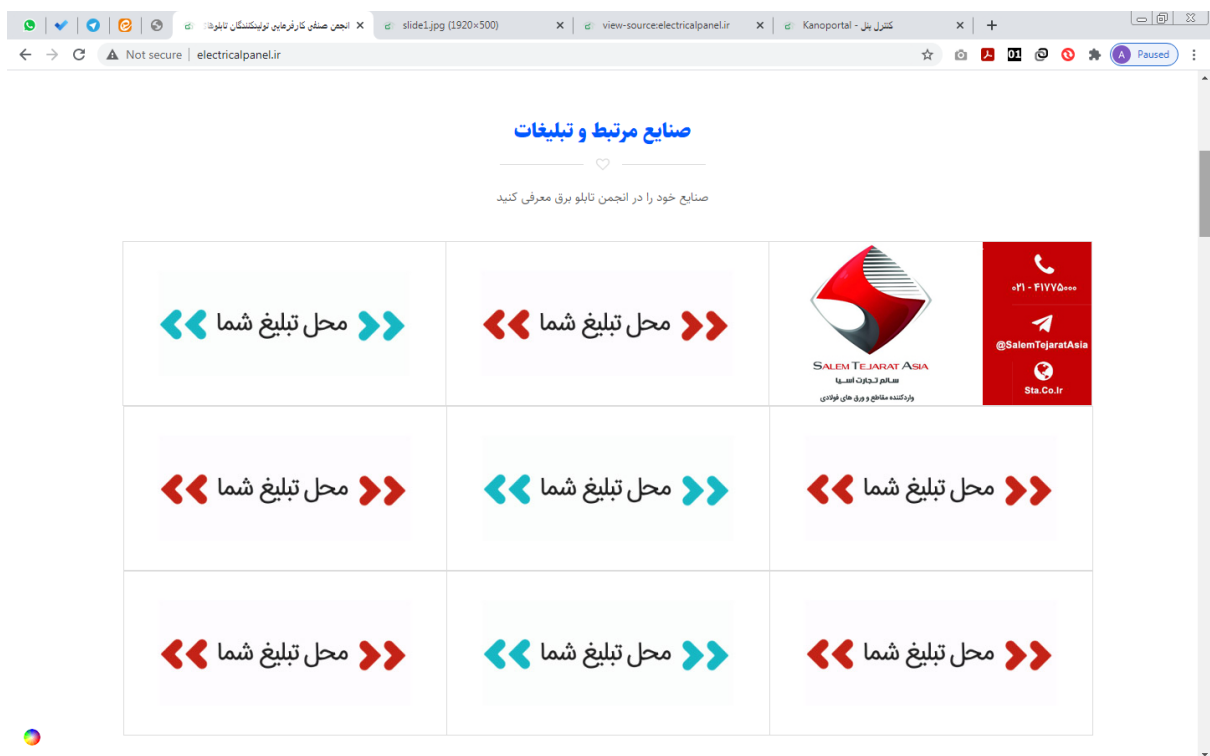 انجمن صنفی کارفرمایی تولیدکنندگان تابلوها
slide1.jpg (1920×500)
view-source:electricalpanel.ir
کنترل پنل - Kanoportal
Not secure | electricalpanel.ir
Paused
A
01
صنایع مرتبط و تبلیغات
صنایع خود را در انجمن تابلو برق معرفی کنید
۰۲۱ - ۴۱۷۷۵۰۰۰
@SalemTejaratAsia
Sta.Co.Ir
SALEM TEJARAT ASIA
سالم تجارت آسیا
واردکننده مقاطع و ورق های فولادی
محل تبلیغ شما
محل تبلیغ شما
محل تبلیغ شما
محل تبلیغ شما
محل تبلیغ شما
محل تبلیغ شما
محل تبلیغ شما
محل تبلیغ شما